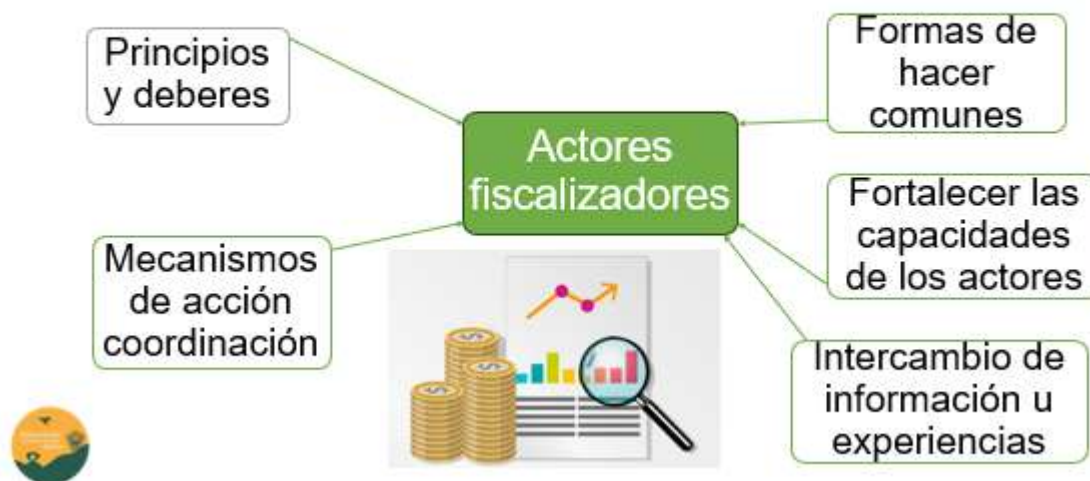 Principios
y deberes
Mecanismos
de acción
coordinación
Actores
fiscalizadores
Formas de
hacer
comunes
Fortalecer las
capacidades
de los actores
Intercambio de
información u
experiencias